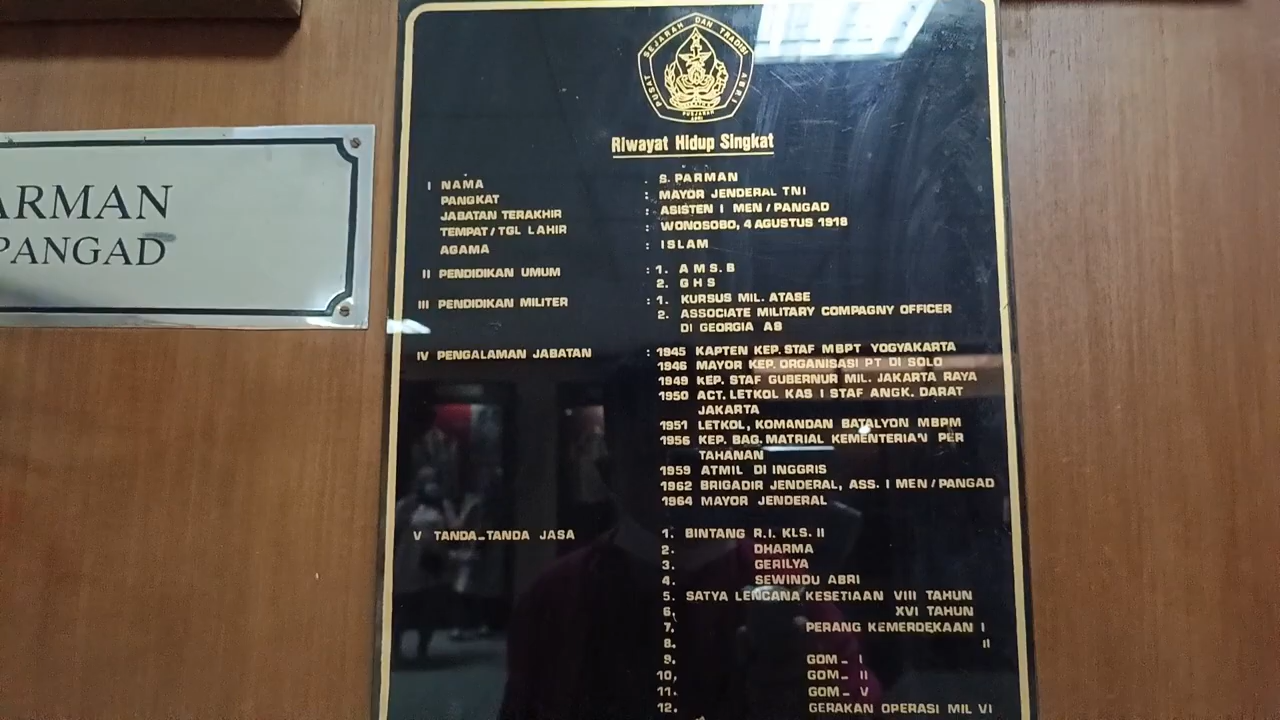 ARMAN
PANGAD
PUSAT SEJARAH DAN TRADISI ABRI
Riwayat Hidup Singkat
I NAMA : S. PARMAN
PANGKAT : MAYOR JENDERAL TNI
JABATAN TERAKHIR : ASISTEN I MEN / PANGAD
TEMPAT / TGL LAHIR : WONOSOBO, 4 AGUSTUS 1918
AGAMA : ISLAM
II PENDIDIKAN UMUM : 1. A M S. B
2. G H S
III PENDIDIKAN MILITER : 1. KURSUS MIL. ATASE
2. ASSOCIATE MILITARY COMPAGNY OFFICER
DI GEORGIA AS
IV PENGALAMAN JABATAN : 1945 KAPTEN KEP. STAF MBPT YOGYAKARTA
1946 MAYOR KEP. ORGANISASI PT DI SOLO
1949 KEP. STAF GUBERNUR MIL. JAKARTA RAYA
1950 ACT. LETKOL KAS I STAF ANGK. DARAT
JAKARTA
1951 LETKOL, KOMANDAN BATALYON MBPM
1956 KEP. BAG. MATRIAL KEMENTERIAN PER
TAHANAN
1959 ATMIL DI INGGRIS
1962 BRIGADIR JENDERAL, ASS. I MEN / PANGAD
1964 MAYOR JENDERAL
V TANDA_TANDA JASA 1. BINTANG R.I. KLS. II
2. DHARMA
3. GERILYA
4. SEWINDU ABRI
5. SATYA LENCANA KESETIAAN VIII TAHUN
6. XVI TAHUN
7. PERANG KEMERDEKAAN I
8. II
9. GOM_ I
10. GOM_ II
11. GOM_ V
12. GERAKAN OPERASI MIL VI